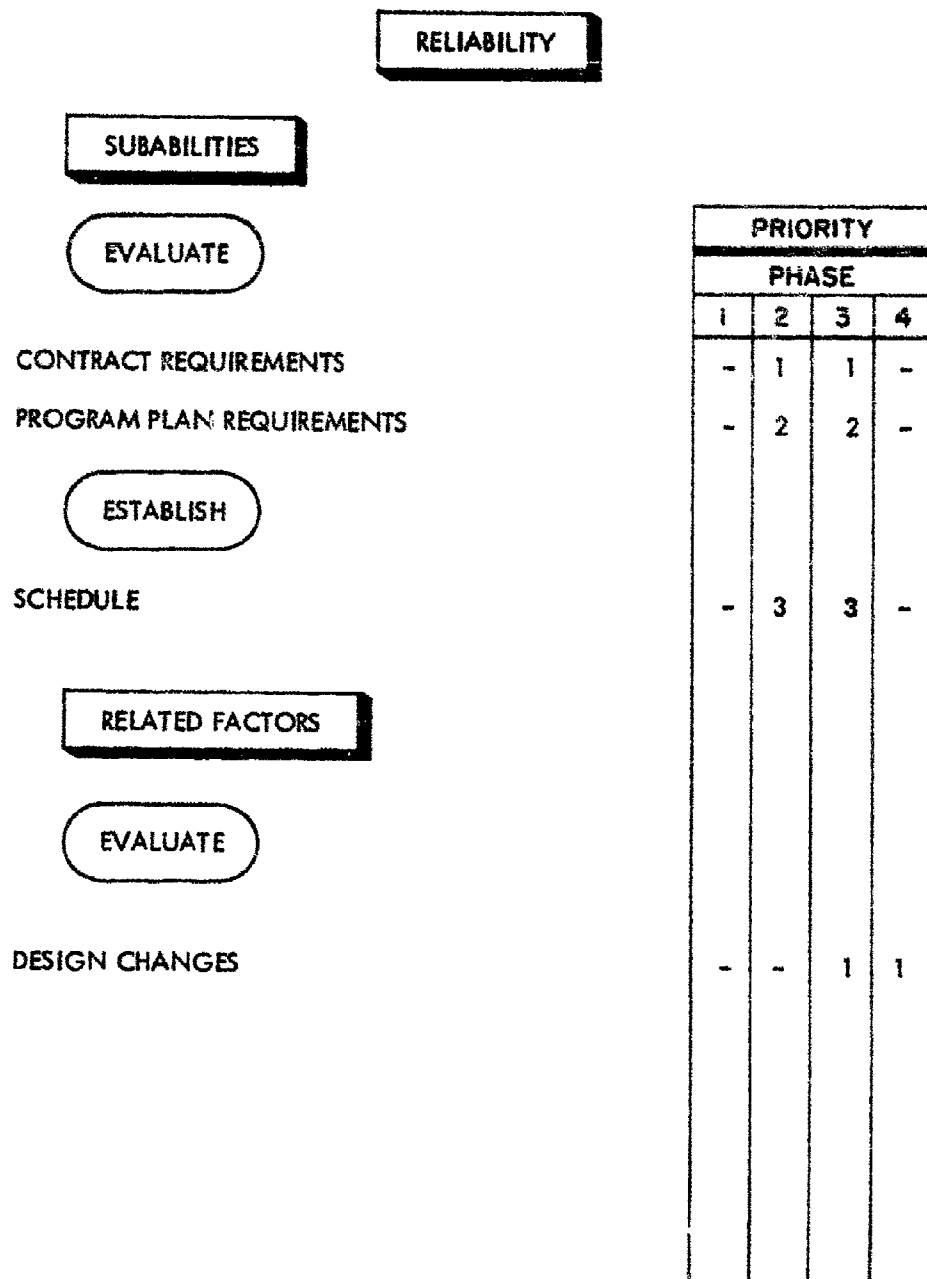 RELIABILITY
SUBABILITIES
EVALUATE
PRIORITY
PHASE
1 2 3 4
CONTRACT REQUIREMENTS - 1 1 -
PROGRAM PLAN REQUIREMENTS - 2 2 -
ESTABLISH
SCHEDULE - 3 3 -
RELATED FACTORS
EVALUATE
DESIGN CHANGES - - 1 1